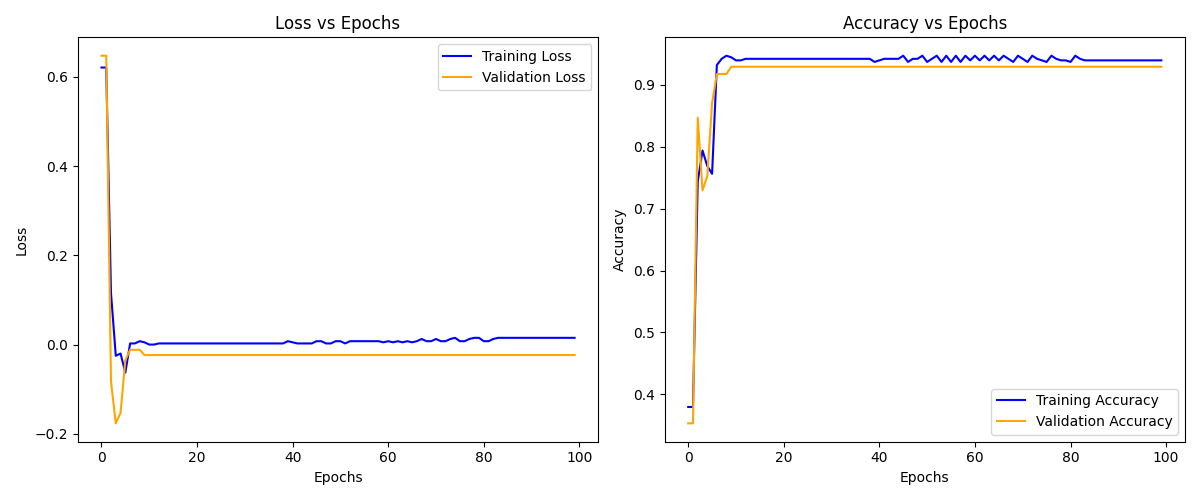 Loss vs Epochs
Training Loss
Validation Loss
0.6
0.4
0.2
0.0
−0.2
Loss
0
20
40
60
80
100
Epochs
Accuracy vs Epochs
0.9
0.8
0.7
0.6
0.5
0.4
Accuracy
Training Accuracy
Validation Accuracy
0
20
40
60
80
100
Epochs